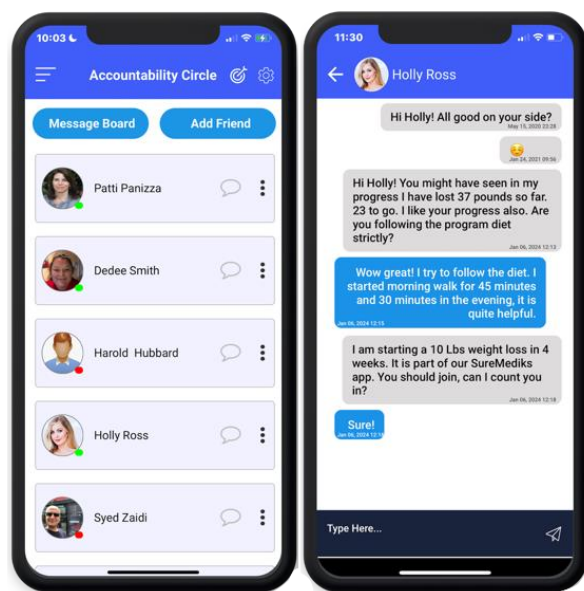 10:03
Accountability Circle
Message Board
Add Friend
Patti Panizza
Dedee Smith
Harold Hubbard
Holly Ross
Syed Zaidi
11:30
Holly Ross
Hi Holly! All good on your side?
May 15, 2020 22:28
Jan 24, 2021 09:56
Hi Holly! You might have seen in my
progress I have lost 37 pounds so far.
23 to go. I like your progress also. Are
you following the program diet
strictly?
Jan 06, 2024 12:13
Wow great! I try to follow the diet. I
started morning walk for 45 minutes
and 30 minutes in the evening, it is
quite helpful.
Jan 06, 2024 12:15
I am starting a 10 Lbs weight loss in 4
weeks. It is part of our SureMediks
app. You should join, can I count you
in?
Jan 06, 2024 12:18
Sure!
Jan 06, 2024
Type Here...